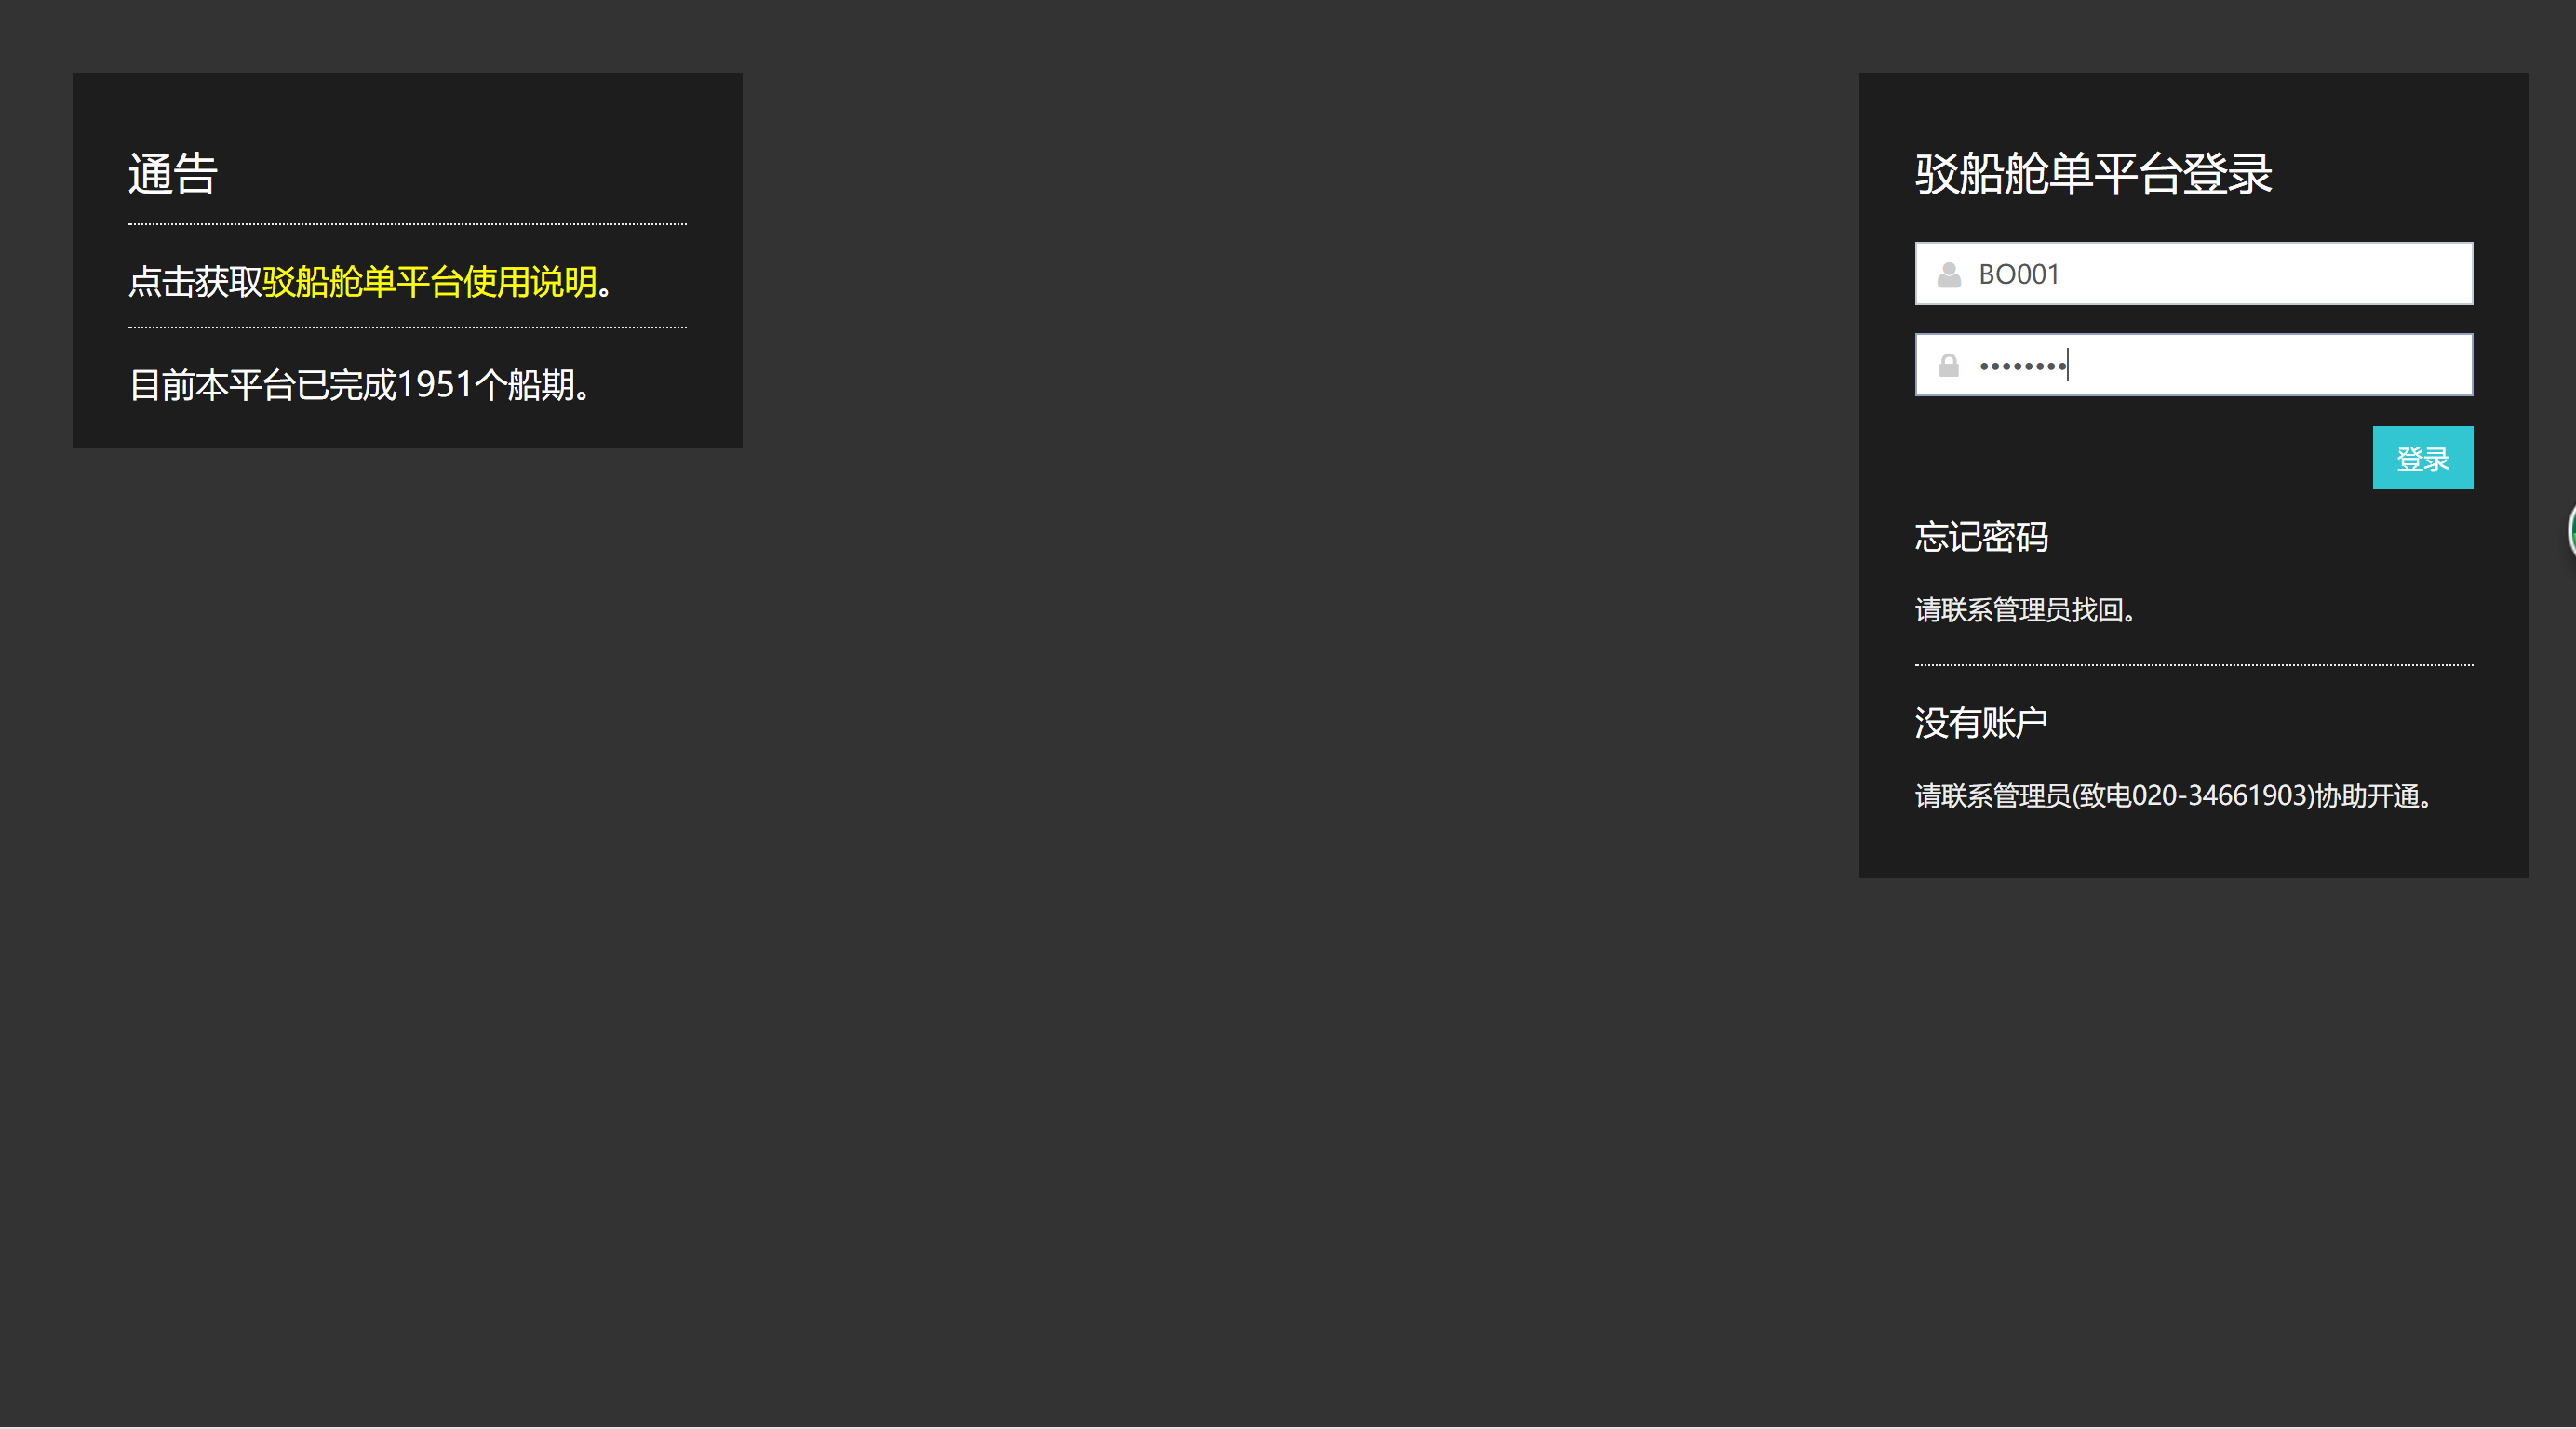 通告
点击获取驳船舱单平台使用说明。
目前本平台已完成1951个船期。
驳船舱单平台登录
BO001
••••••••
登录
忘记密码
请联系管理员找回。
没有账户
请联系管理员(致电020-34661903)协助开通。